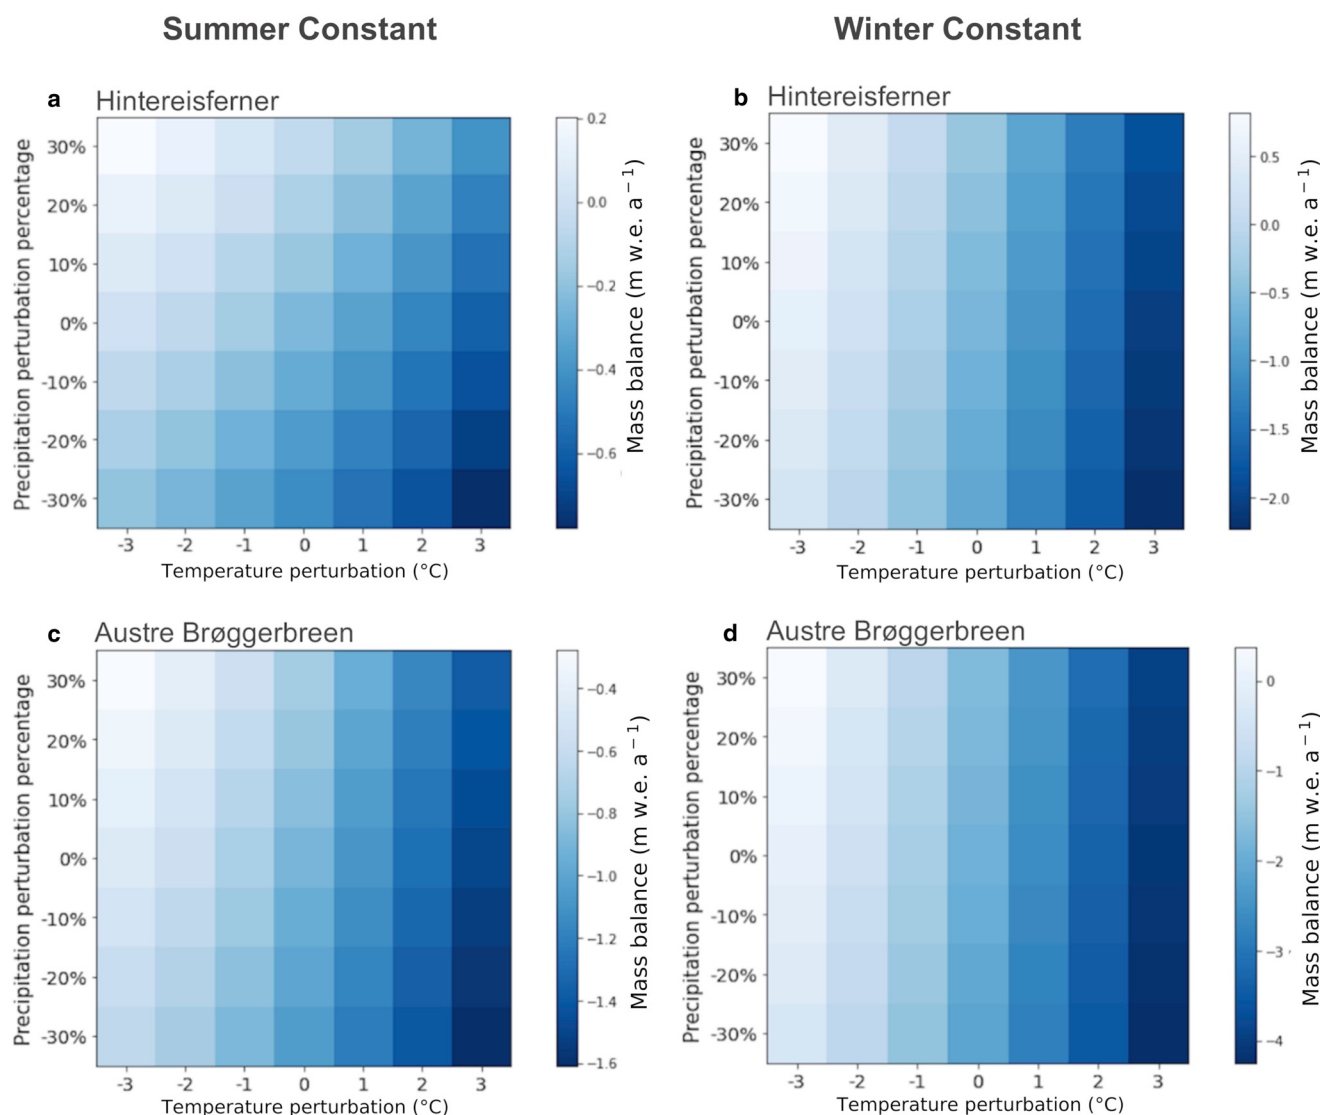 Summer Constant
Winter Constant
a Hintereisferner
Precipitation perturbation percentage
30%
20%
10%
0%
-10%
-20%
-30%
-3 -2 -1 0 1 2 3
Temperature perturbation (°C)
0.2
0.0
−0.2
−0.4
−0.6
Mass balance (m w.e. a⁻¹)
b Hintereisferner
Precipitation perturbation percentage
30%
20%
10%
0%
-10%
-20%
-30%
-3 -2 -1 0 1 2 3
Temperature perturbation (°C)
0.5
0.0
−0.5
−1.0
−1.5
−2.0
Mass balance (m w.e. a⁻¹)
c Austre Brøggerbreen
Precipitation perturbation percentage
30%
20%
10%
0%
-10%
-20%
-30%
-3 -2 -1 0 1 2 3
Temperature perturbation (°C)
−0.4
−0.6
−0.8
−1.0
−1.2
−1.4
−1.6
Mass balance (m w.e. a⁻¹)
d Austre Brøggerbreen
Precipitation perturbation percentage
30%
20%
10%
0%
-10%
-20%
-30%
-3 -2 -1 0 1 2 3
Temperature perturbation (°C)
0
−1
−2
−3
−4
Mass balance (m w.e. a⁻¹)